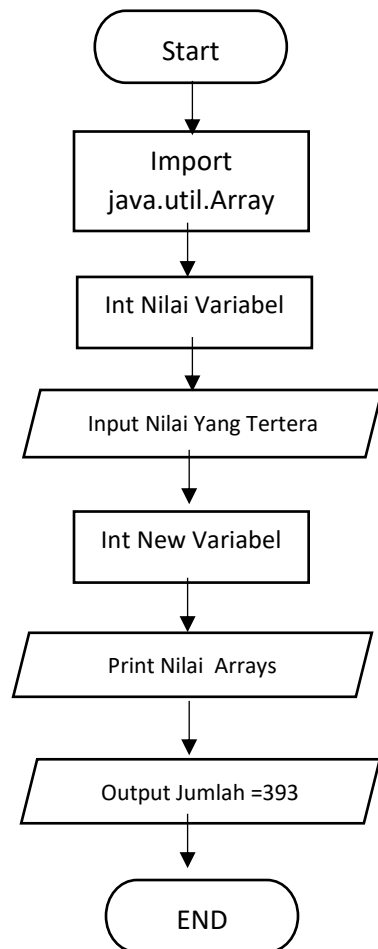 Start
Import
java.util.Array
Int Nilai Variabel
Input Nilai Yang Tertera
Int New Variabel
Print Nilai Arrays
Output Jumlah =393
END